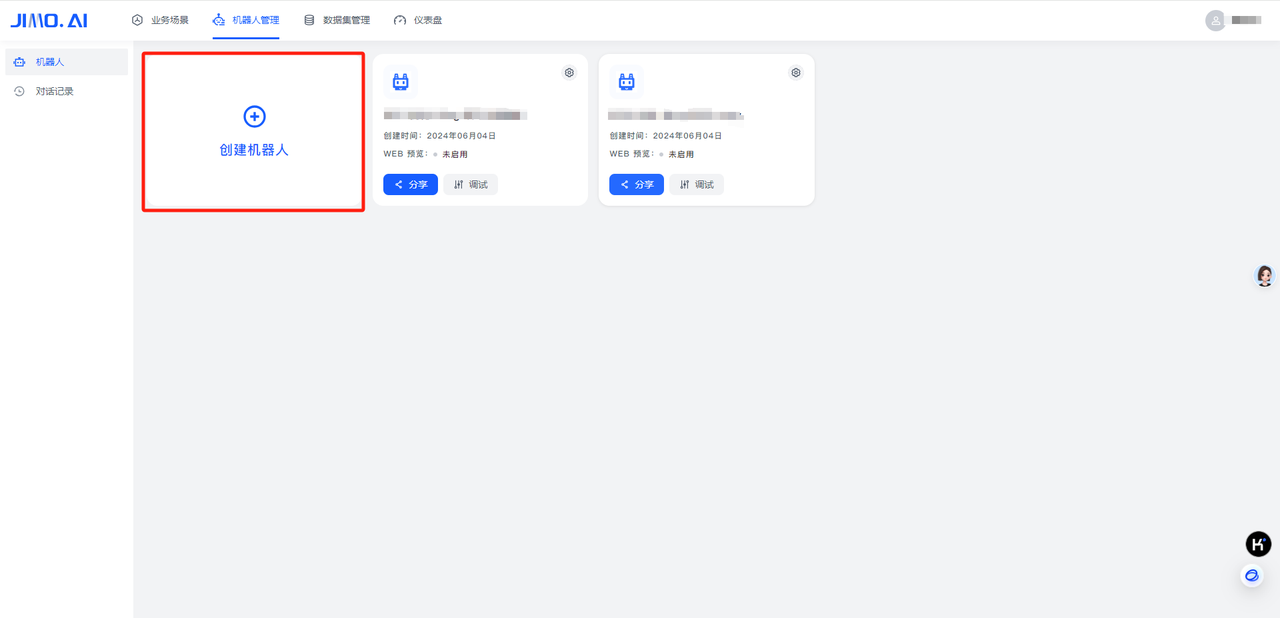 JIMO.AI
业务场景
机器人管理
数据集管理
仪表盘
机器人
对话记录
创建机器人
创建时间：2024年06月04日
WEB 预览： 未启用
分享
调试
创建时间：2024年06月04日
WEB 预览： 未启用
分享
调试
K